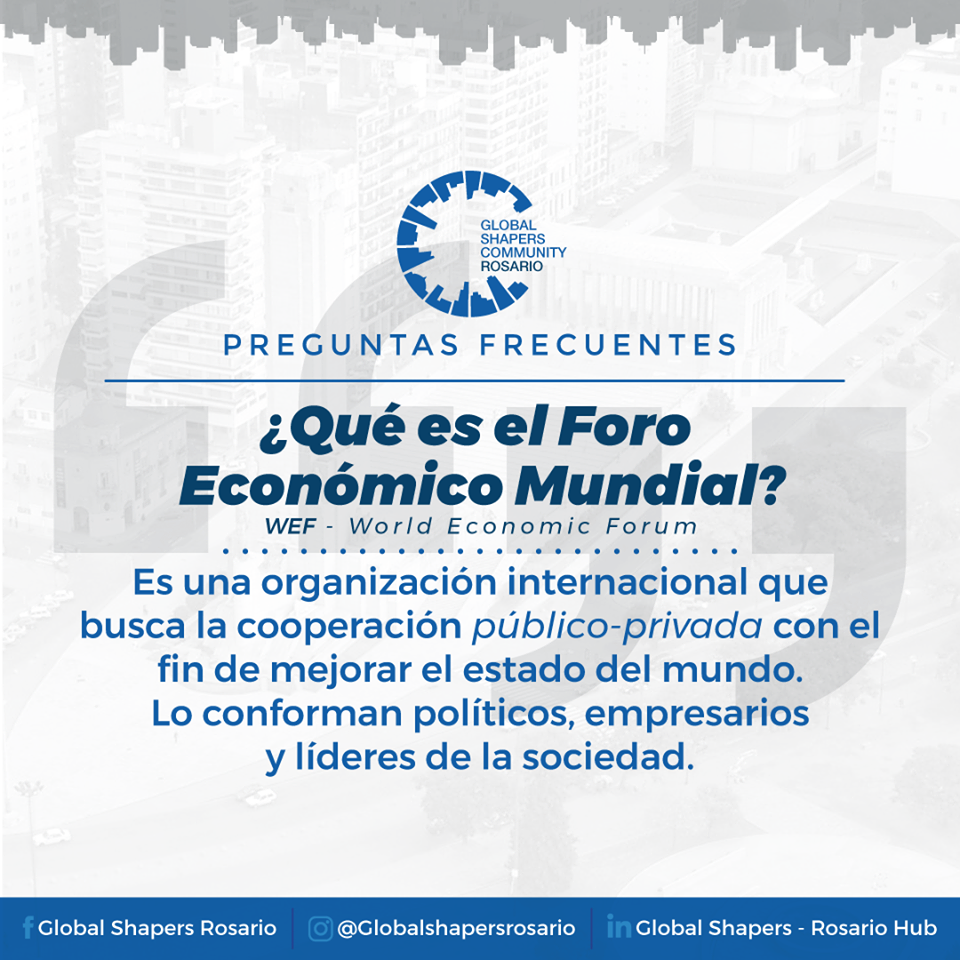 GLOBAL
SHAPERS
COMMUNITY
ROSARIO
PREGUNTAS FRECUENTES
¿Qué es el Foro
Económico Mundial?
WEF - World Economic Forum
Es una organización internacional que
busca la cooperación público-privada con el
fin de mejorar el estado del mundo.
Lo conforman políticos, empresarios
y líderes de la sociedad.
Global Shapers Rosario
@Globalshapersrosario
Global Shapers - Rosario Hub